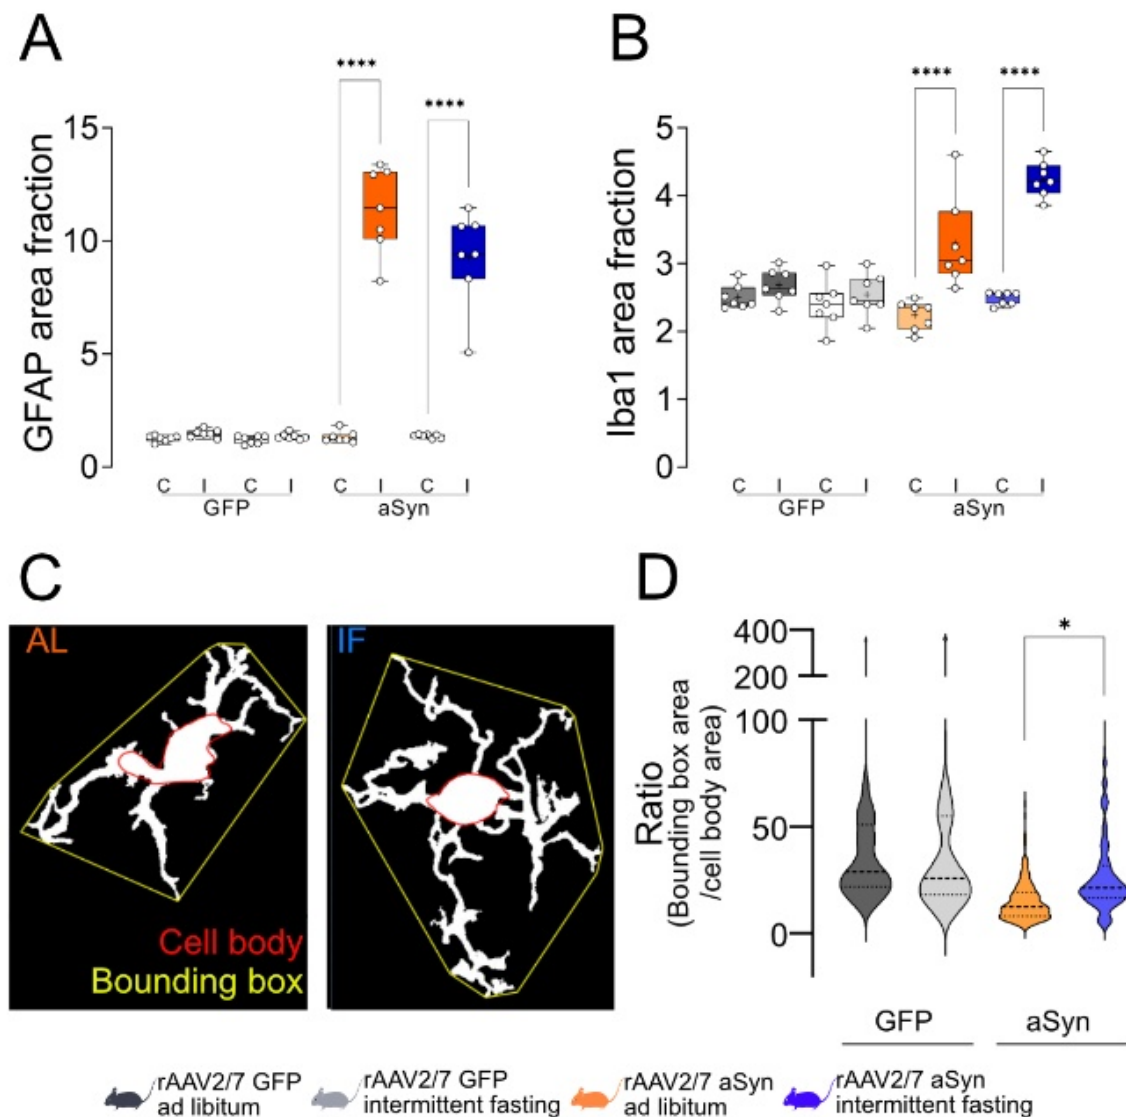 A
B
****
****
****
****
GFAP area fraction
15
10
5
0
C I C I C I C I
GFP aSyn
Iba1 area fraction
5
4
3
2
1
0
C I C I C I C I
GFP aSyn
C
D
AL
IF
Cell body
Bounding box
Ratio
(Bounding box area
/cell body area)
400
200
100
50
0
*
GFP aSyn
rAAV2/7 GFP
ad libitum
rAAV2/7 GFP
intermittent fasting
rAAV2/7 aSyn
ad libitum
rAAV2/7 aSyn
intermittent fasting